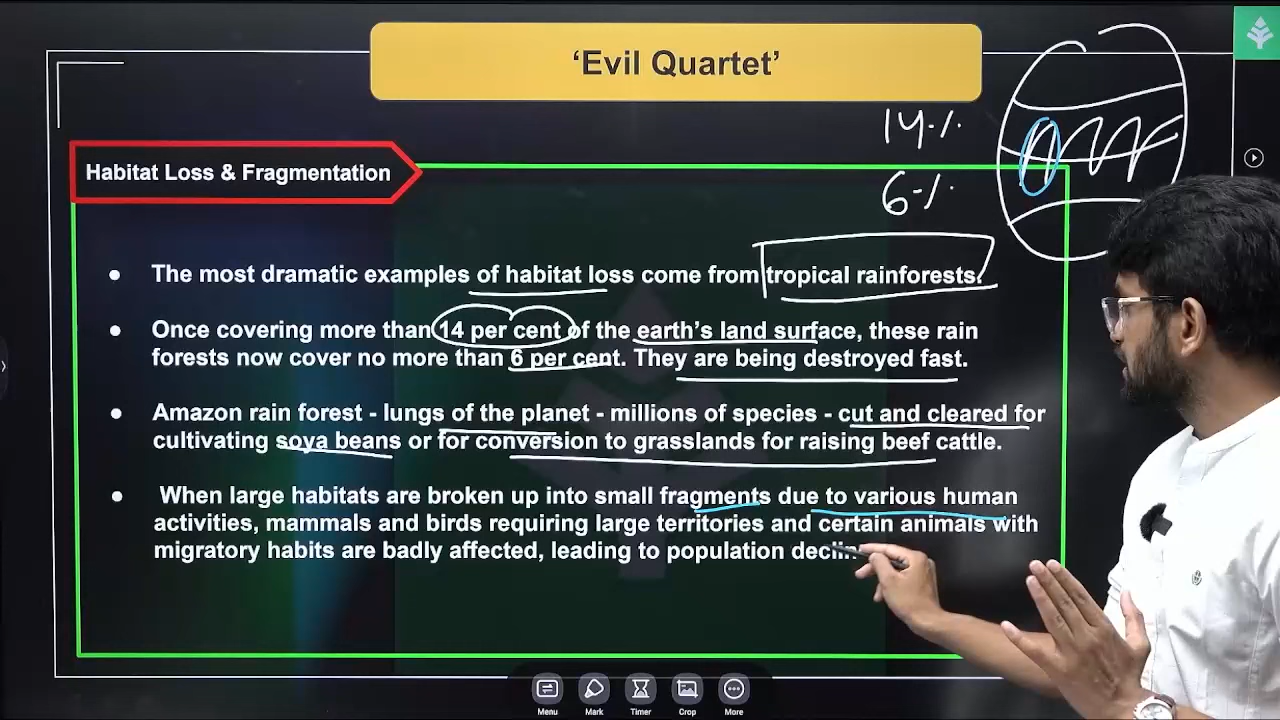 ‘Evil Quartet’
14%
6%
Habitat Loss & Fragmentation
• The most dramatic examples of habitat loss come from tropical rainforests.
• Once covering more than 14 per cent of the earth’s land surface, these rain
forests now cover no more than 6 per cent. They are being destroyed fast.
• Amazon rain forest - lungs of the planet - millions of species - cut and cleared for
cultivating soya beans or for conversion to grasslands for raising beef cattle.
• When large habitats are broken up into small fragments due to various human
activities, mammals and birds requiring large territories and certain animals with
migratory habits are badly affected, leading to population
Menu Mark Timer Crop More